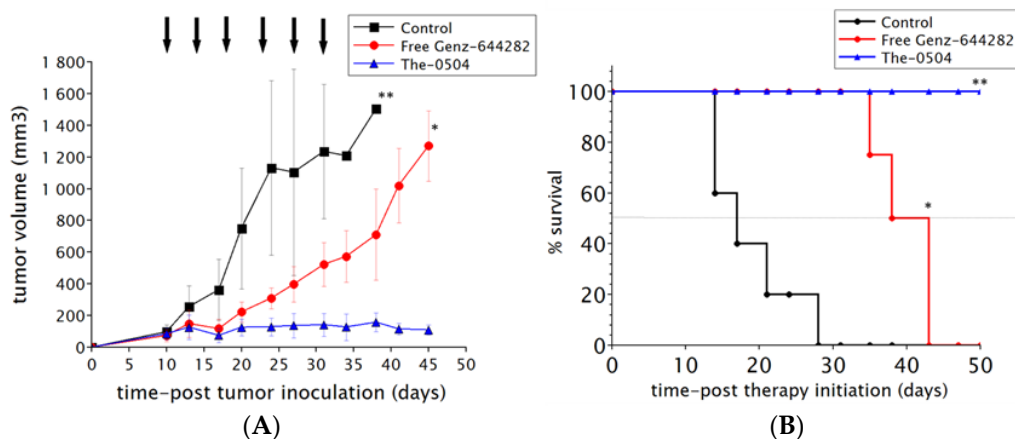 Control
Free Genz-644282
The-0504
1 800
1 600
1 400
1 200
1 000
800
600
400
200
0
tumor volume (mm3)
**
*
0 5 10 15 20 25 30 35 40 45 50
time-post tumor inoculation (days)
(A)
Control
Free Genz-644282
The-0504
100
80
60
40
20
0
% survival
**
*
0 10 20 30 40 50
time-post therapy initiation (days)
(B)